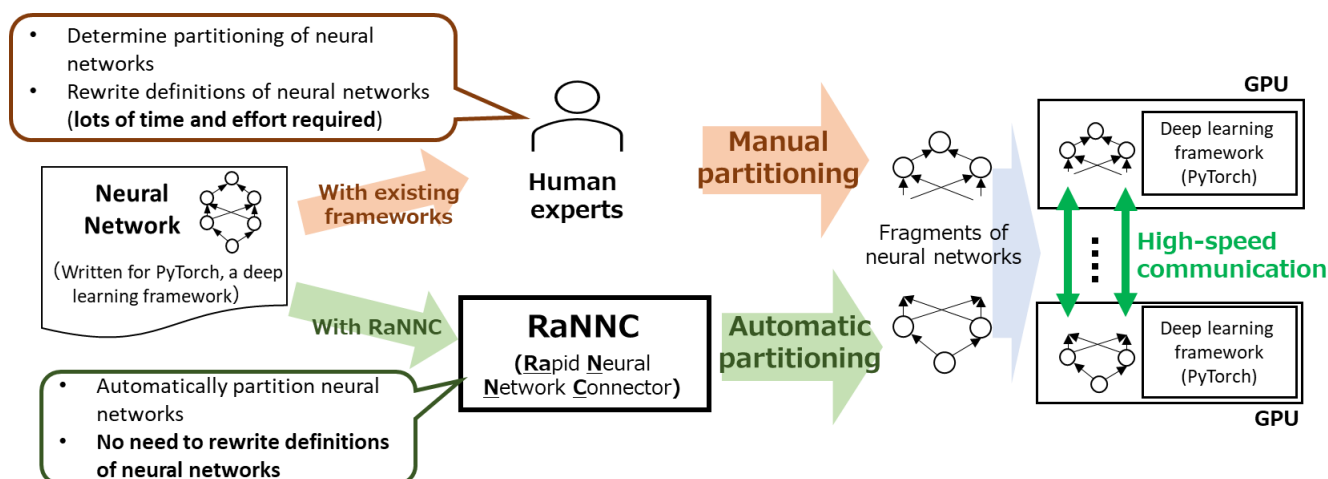 • Determine partitioning of neural
networks
• Rewrite definitions of neural networks
(lots of time and effort required)
Neural
Network
(Written for PyTorch, a deep
learning framework)
With existing
frameworks
Human
experts
Manual
partitioning
With RaNNC
RaNNC
(Rapid Neural
Network Connector)
Automatic
partitioning
• Automatically partition neural
networks
• No need to rewrite definitions
of neural networks
Fragments of
neural networks
GPU
Deep learning
framework
(PyTorch)
High-speed
communication
Deep learning
framework
(PyTorch)
GPU